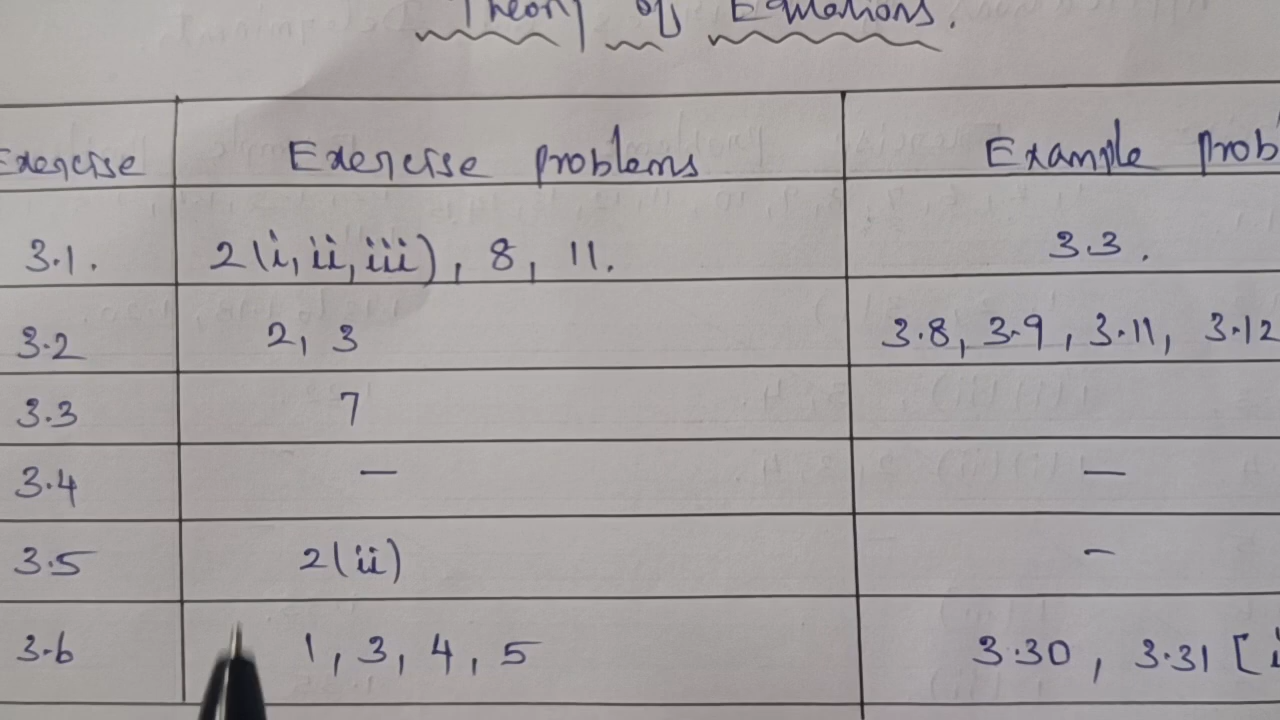 Theory of Equations.
Exercise Exercise problems Example prob
3.1. 2(i, ii, iii), 8, 11. 3.3.
3.2 2, 3 3.8, 3.9, 3.11, 3.12
3.3 7
3.4 — —
3.5 2(ii) —
3.6 1, 3, 4, 5 3.30, 3.31 [i